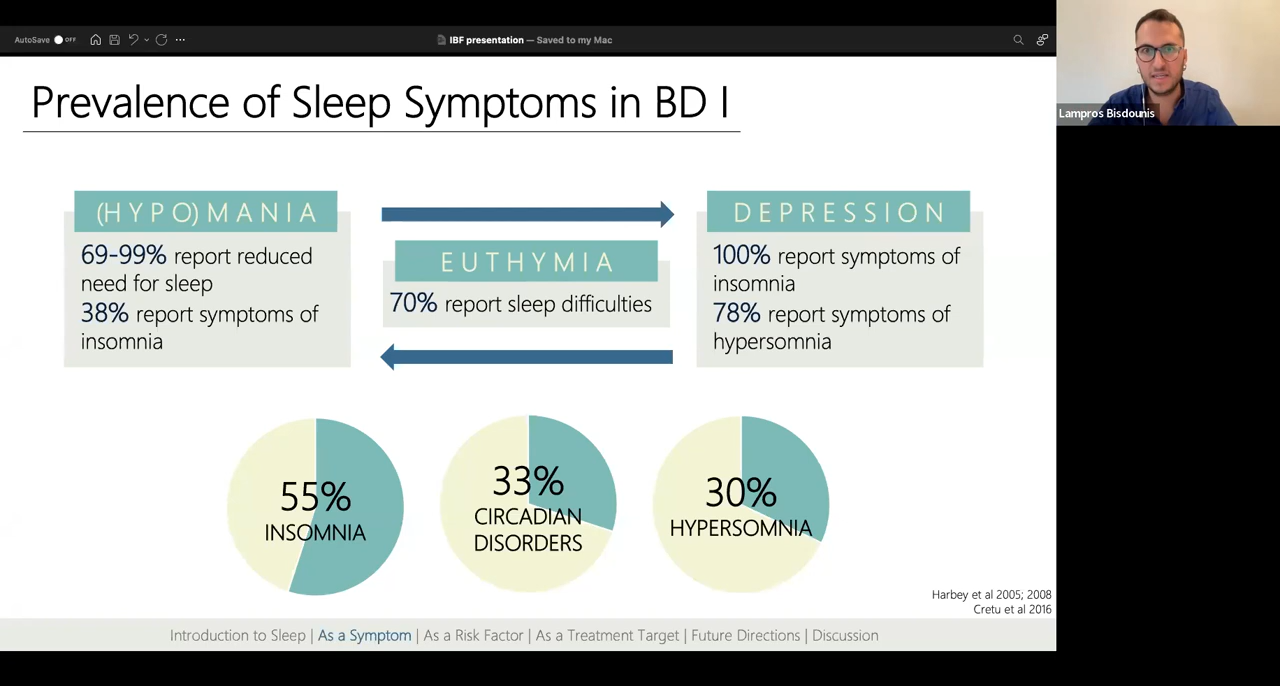 AutoSave OFF
IBF presentation — Saved to my Mac
Lampros Bisdounis
Prevalence of Sleep Symptoms in BD I
(HYPO)MANIA
69-99% report reduced
need for sleep
38% report symptoms of
insomnia
EUTHYMIA
70% report sleep difficulties
DEPRESSION
100% report symptoms of
insomnia
78% report symptoms of
hypersomnia
55%
INSOMNIA
33%
CIRCADIAN
DISORDERS
30%
HYPERSOMNIA
Harbey et al 2005; 2008
Cretu et al 2016
Introduction to Sleep | As a Symptom | As a Risk Factor | As a Treatment Target | Future Directions | Discussion